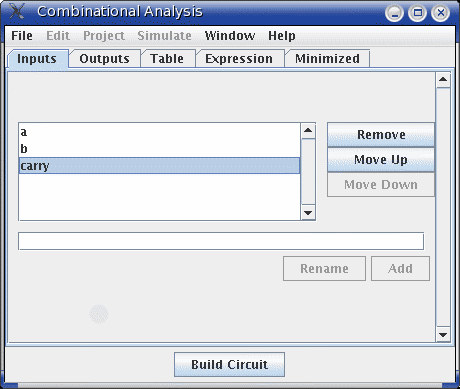 Combinational Analysis
File Edit Project Simulate Window Help
Inputs Outputs Table Expression Minimized
a
b
carry
Remove
Move Up
Move Down
Rename Add
Build Circuit